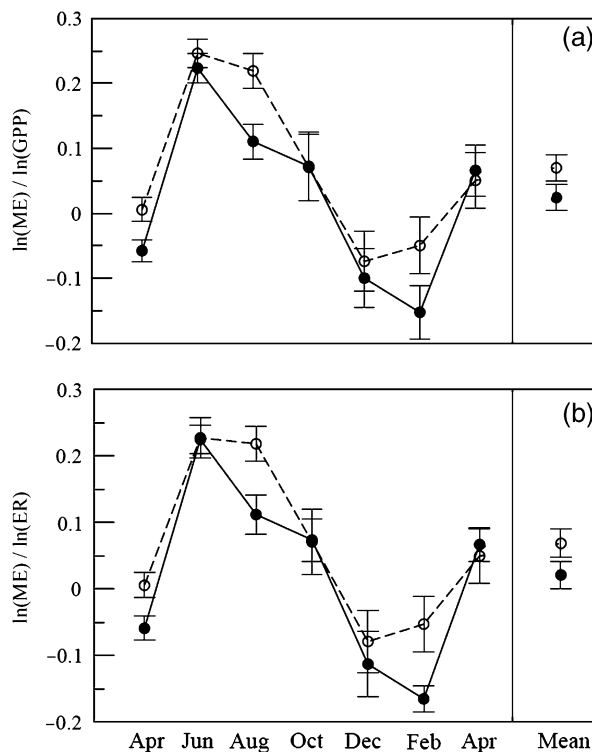 0.3
(a)
0.2
ln(ME) / ln(GPP)
0.1
0
−0.1
−0.2
0.3
(b)
0.2
ln(ME) / ln(ER)
0.1
0
−0.1
−0.2
Apr Jun Aug Oct Dec Feb Apr Mean